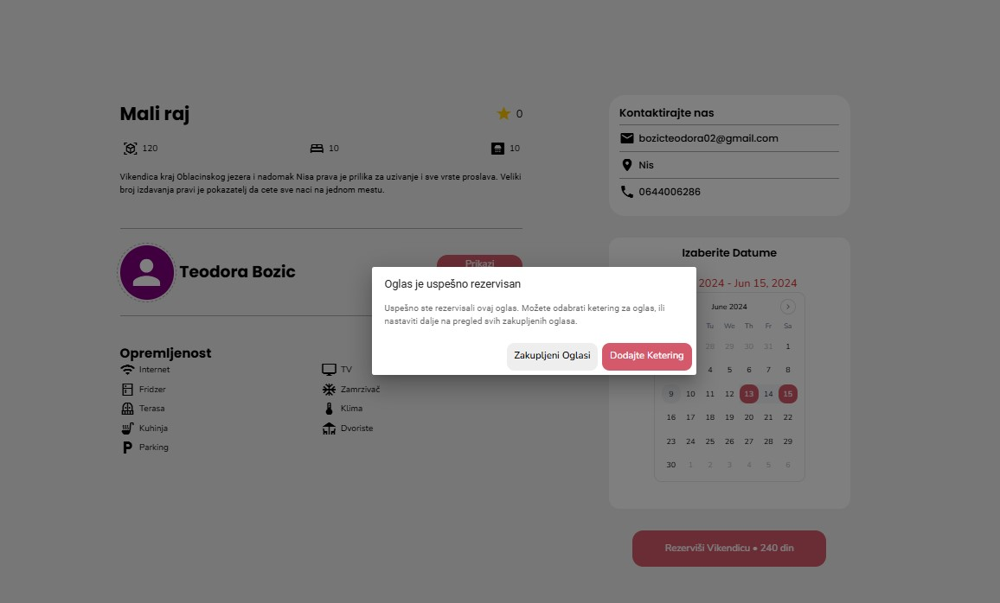 Mali raj
0
120
10
10
Vikendica kraj Oblacinskog jezera i nadomak Nisa prava je prilika za uzivanje i sve vrste proslava. Veliki
broj izdavanja pravi je pokazatelj da cete sve naci na jednom mestu.
Teodora Bozic
Prikazi
Opremljenost
Internet
TV
Fridzer
Zamrzivač
Terasa
Klima
Kuhinja
Dvoriste
Parking
Kontaktirajte nas
bozicteodora02@gmail.com
Nis
0644006286
Izaberite Datume
2024 - Jun 15, 2024
June 2024
Tu We Th Fr Sa
28 29 30 31 1
4 5 6 7 8
9 10 11 12 13 14 15
16 17 18 19 20 21 22
23 24 25 26 27 28 29
30 1 2 3 4 5 6
Rezerviši Vikendicu • 240 din
Oglas je uspešno rezervisan
Uspešno ste rezervisali ovaj oglas. Možete odabrati ketering za oglas, ili
nastaviti dalje na pregled svih zakupljenih oglasa.
Zakupljeni Oglasi
Dodajte Ketering